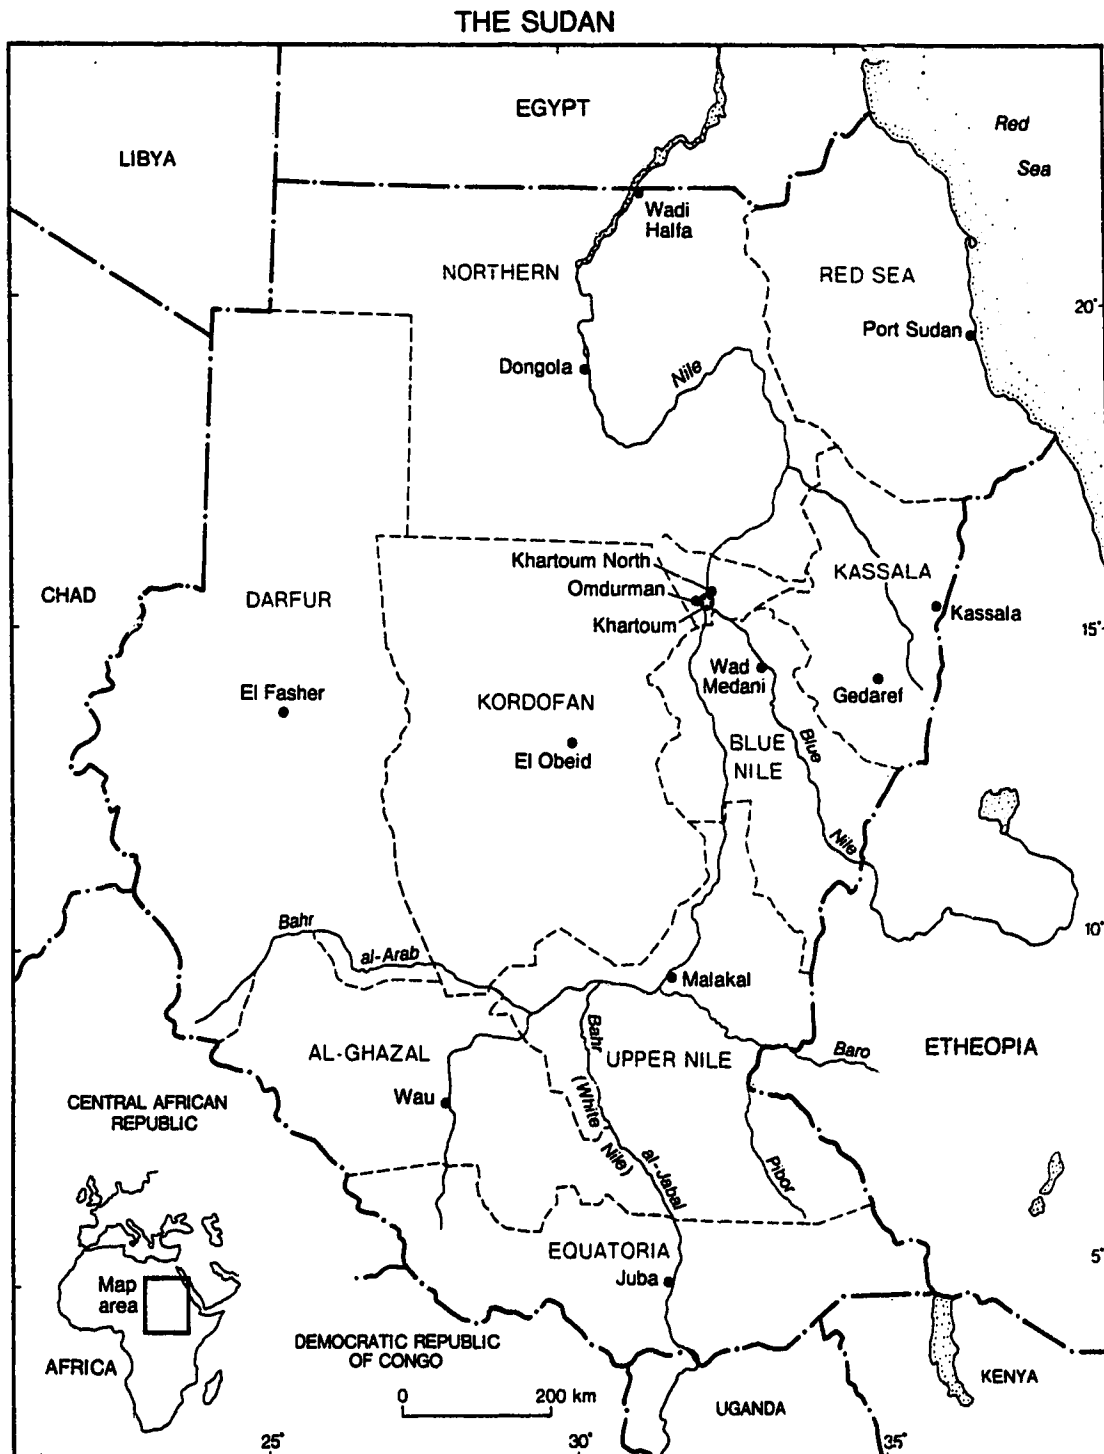 THE SUDAN
EGYPT
LIBYA
Red
Sea
Wadi
Halfa
NORTHERN
RED SEA
20°
Port Sudan
Dongola
Nile
Khartoum North
KASSALA
CHAD
DARFUR
Omdurman
Kassala
Khartoum
15°
Wad
Medani
El Fasher
Gedaref
KORDOFAN
El Obeid
BLUE
NILE
Blue
Nile
Bahr
al-Arab
10°
Malakal
AL-GHAZAL
Bahr
UPPER NILE
Baro
ETHEOPIA
Wau
(White
Nile)
al-Jabal
Pibor
CENTRAL AFRICAN
REPUBLIC
EQUATORIA
Juba
5°
Map
area
AFRICA
DEMOCRATIC REPUBLIC
OF CONGO
KENYA
0 200 km
UGANDA
25° 30° 35°